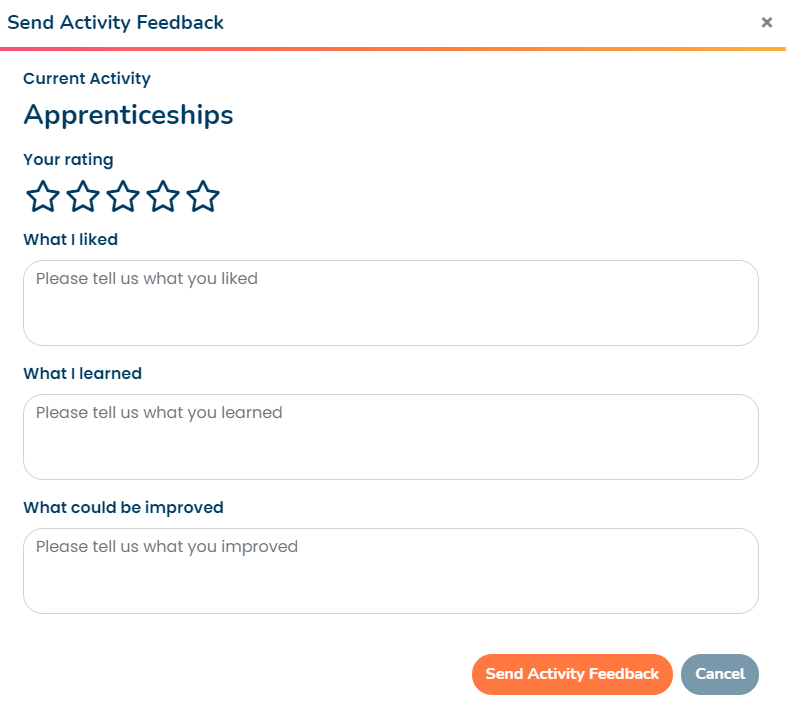 Send Activity Feedback ×
Current Activity
Apprenticeships
Your rating
What I liked
Please tell us what you liked
What I learned
Please tell us what you learned
What could be improved
Please tell us what you improved
Send Activity Feedback Cancel